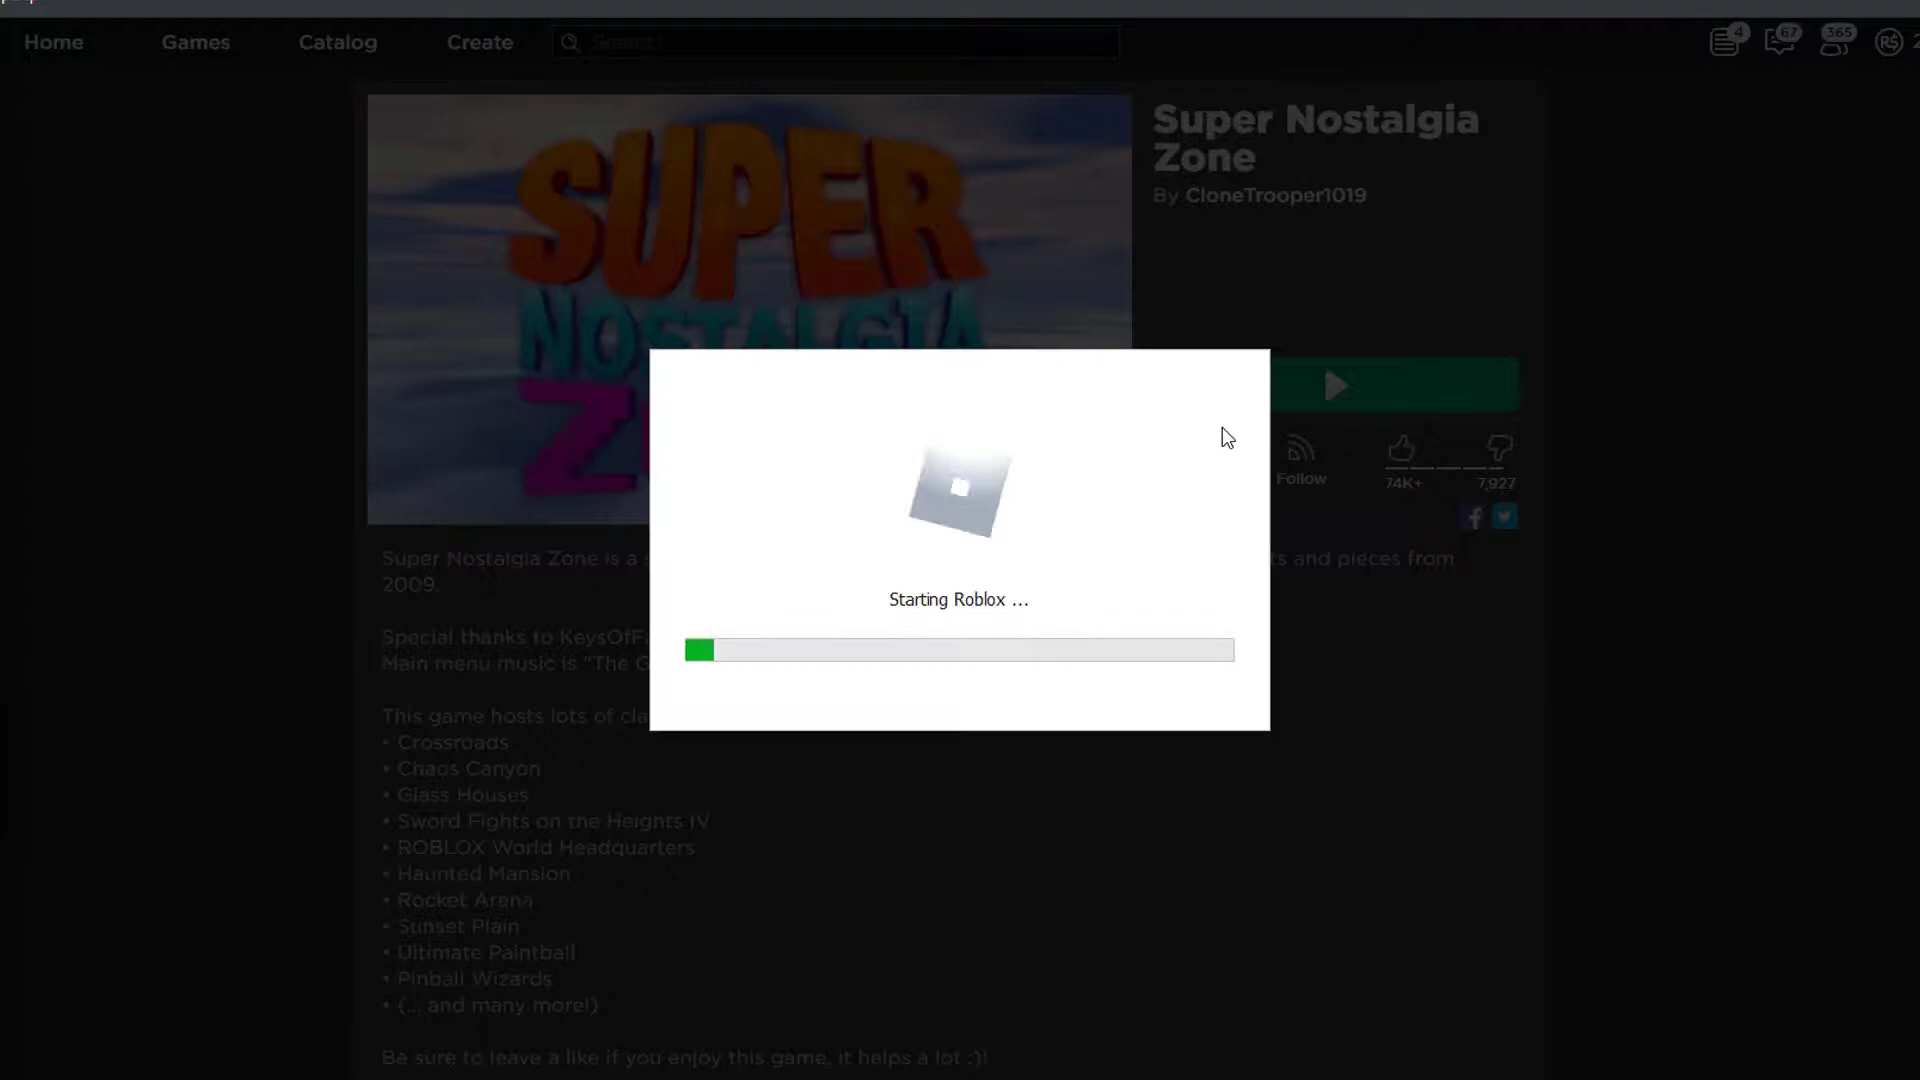 Home Games Catalog Create Search 4 67 365 R$ 2
SUPER
NOSTALGIA
Z
Super Nostalgia
Zone
By CloneTrooper1019
Follow 74K+ 7,927
Super Nostalgia Zone is a
ts and pieces from
2009.
Starting Roblox ...
Special thanks to KeysOfF
Main menu music is "The G
This game hosts lots of cla
• Crossroads
• Chaos Canyon
• Glass Houses
• Sword Fights on the Heights IV
• ROBLOX World Headquarters
• Haunted Mansion
• Rocket Arena
• Sunset Plain
• Ultimate Paintball
• Pinball Wizards
• (... and many more!)
Be sure to leave a like if you enjoy this game, it helps a lot :)!